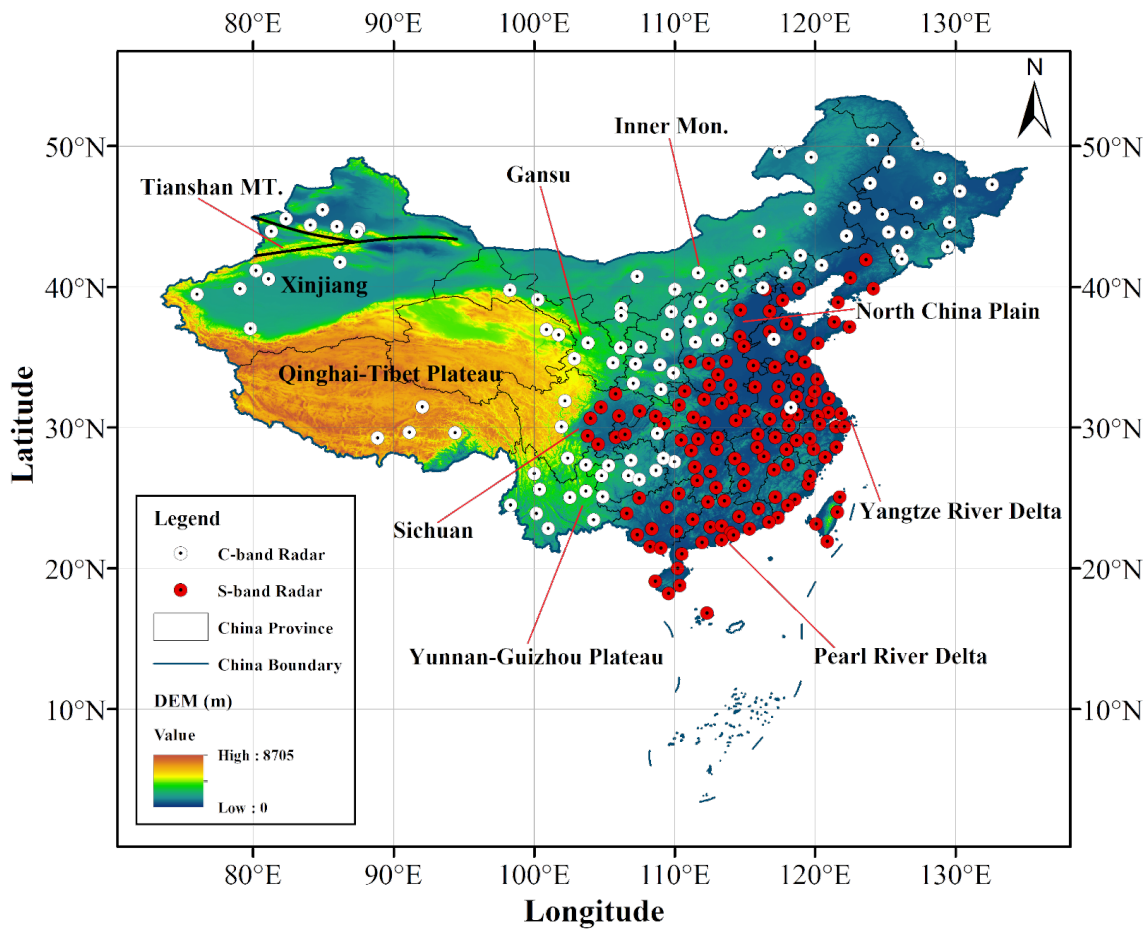 80°E 90°E 100°E 110°E 120°E 130°E
N
Inner Mon.
50°N 50°N
Gansu
Tianshan MT.
40°N 40°N
Xinjiang
North China Plain
Qinghai-Tibet Plateau
30°N 30°N
Latitude
Legend
Yangtze River Delta
Sichuan
C-band Radar
20°N 20°N
S-band Radar
China Province
Yunnan-Guizhou Plateau
Pearl River Delta
China Boundary
DEM (m)
10°N 10°N
Value
High : 8705
Low : 0
80°E 90°E 100°E 110°E 120°E 130°E
Longitude